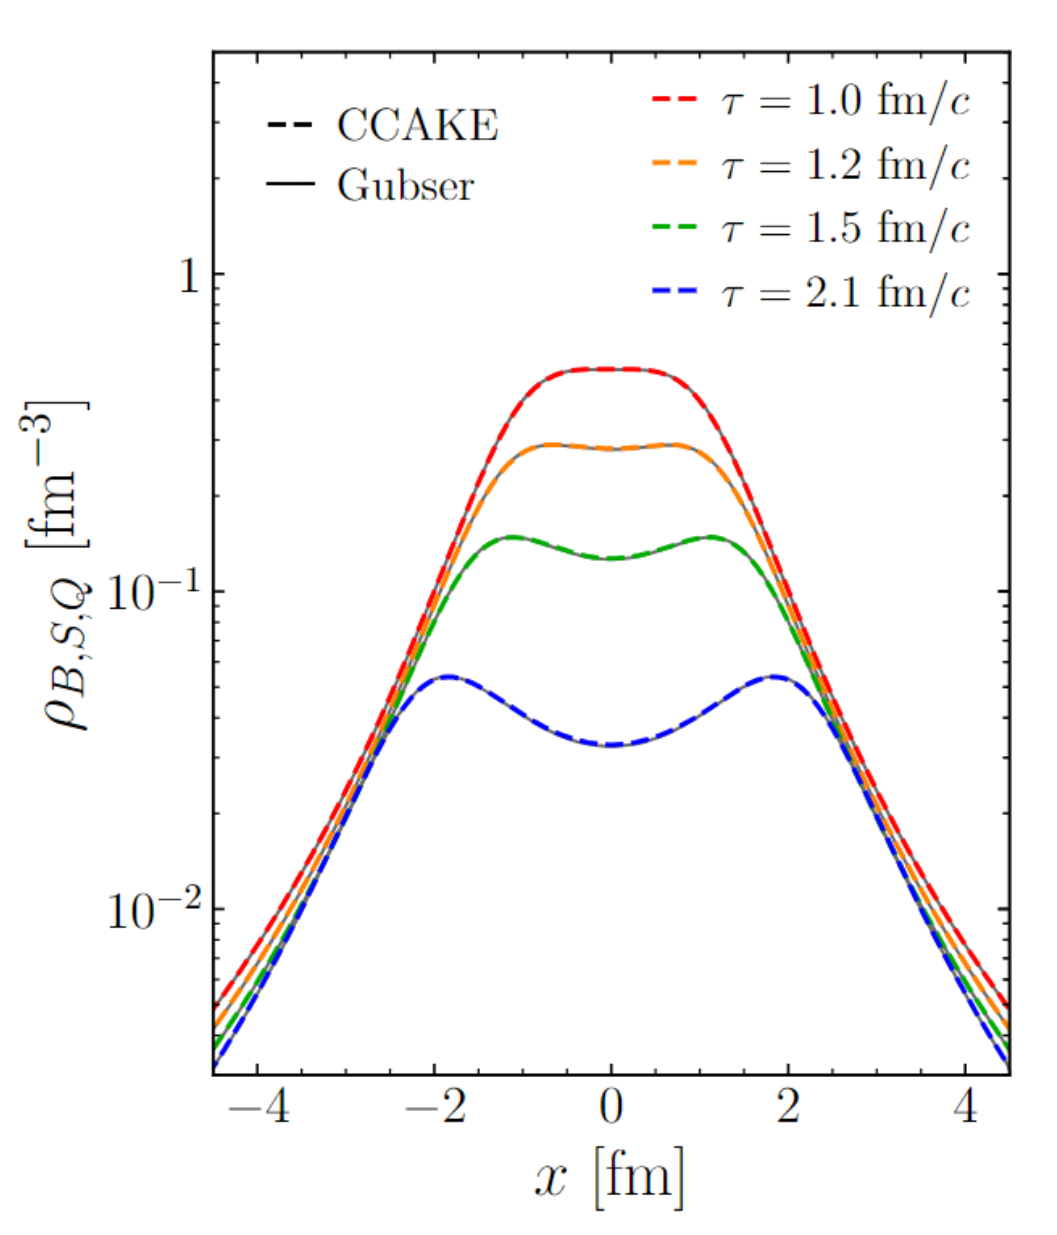 CCAKE
Gubser
τ = 1.0 fm/c
τ = 1.2 fm/c
τ = 1.5 fm/c
τ = 2.1 fm/c
ρB,S,Q [fm⁻³]
1
10⁻¹
10⁻²
−4 −2 0 2 4
x [fm]